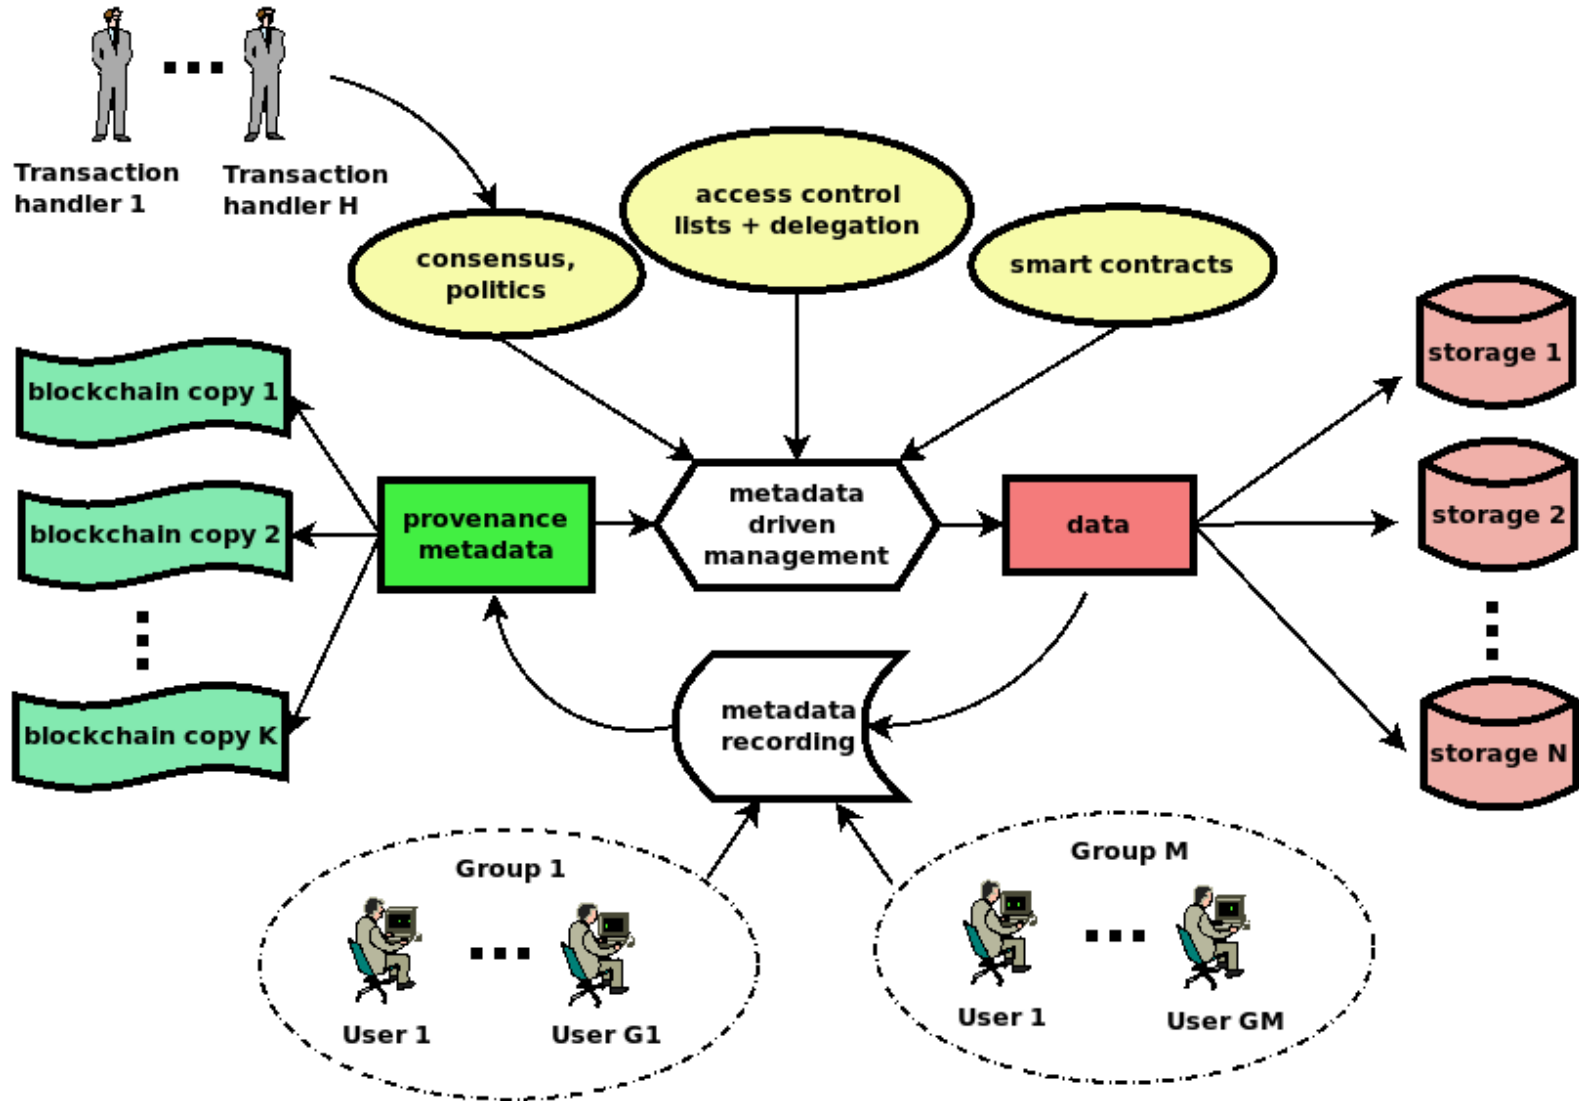 Transaction
handler 1
Transaction
handler H
consensus,
politics
access control
lists + delegation
smart contracts
blockchain copy 1
blockchain copy 2
blockchain copy K
provenance
metadata
metadata
driven
management
data
storage 1
storage 2
storage N
metadata
recording
Group 1
User 1
User G1
Group M
User 1
User GM